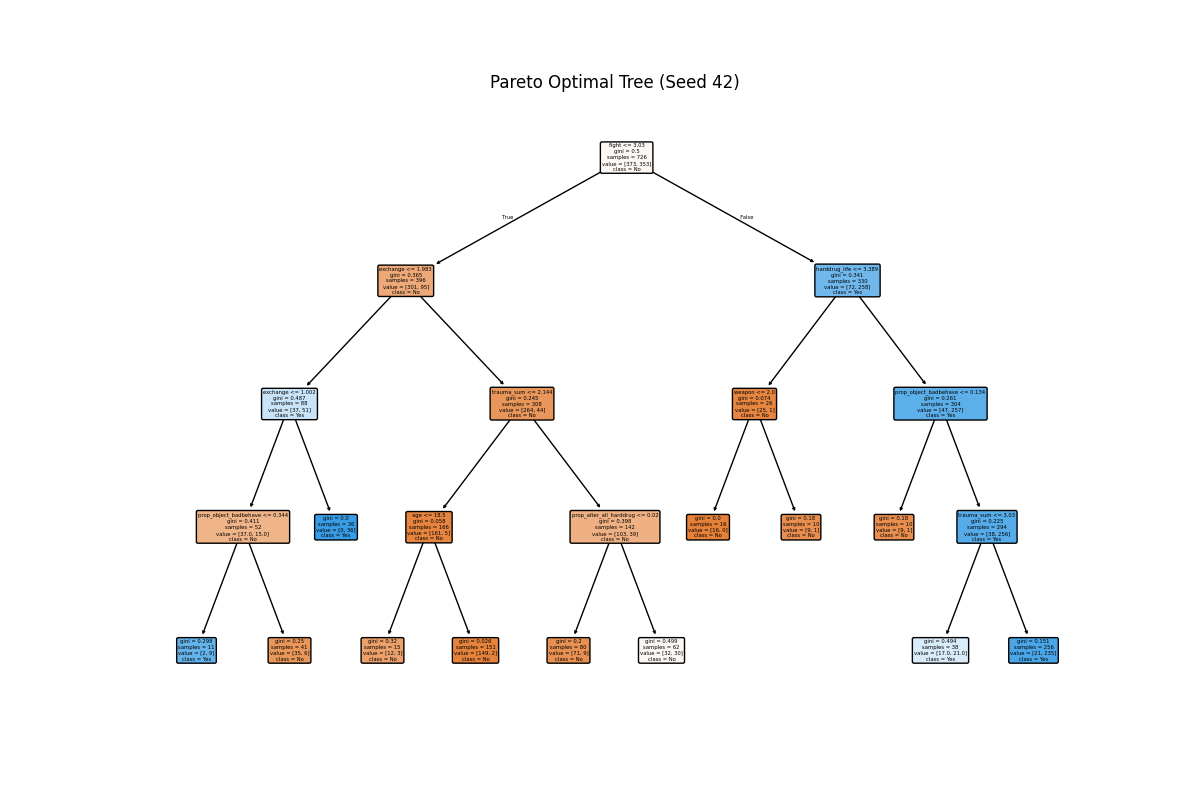 Pareto Optimal Tree (Seed 42)
fight <= 3.03
gini = 0.5
samples = 726
value = [373, 353]
class = No
True
False
exchange <= 1.983
gini = 0.365
samples = 396
value = [301, 95]
class = No
harddrug_life <= 3.389
gini = 0.341
samples = 330
value = [72, 258]
class = Yes
exchange <= 1.002
gini = 0.487
samples = 88
value = [37, 51]
class = Yes
trauma_sum <= 2.144
gini = 0.245
samples = 308
value = [264, 44]
class = No
weapon <= 2.0
gini = 0.074
samples = 26
value = [25, 1]
class = No
prop_object_badbehave <= 0.134
gini = 0.261
samples = 304
value = [47, 257]
class = Yes
prop_object_badbehave <= 0.344
gini = 0.411
samples = 52
value = [37.0, 15.0]
class = No
gini = 0.0
samples = 36
value = [0, 36]
class = Yes
age <= 18.5
gini = 0.058
samples = 166
value = [161, 5]
class = No
prop_alter_all_harddrug <= 0.02
gini = 0.398
samples = 142
value = [103, 39]
class = No
gini = 0.0
samples = 16
value = [16, 0]
class = No
gini = 0.18
samples = 10
value = [9, 1]
class = No
gini = 0.18
samples = 10
value = [9, 1]
class = No
trauma_sum <= 3.03
gini = 0.225
samples = 294
value = [38, 256]
class = Yes
gini = 0.298
samples = 11
value = [2, 9]
class = Yes
gini = 0.25
samples = 41
value = [35, 6]
class = No
gini = 0.32
samples = 15
value = [12, 3]
class = No
gini = 0.026
samples = 151
value = [149, 2]
class = No
gini = 0.2
samples = 80
value = [71, 9]
class = No
gini = 0.499
samples = 62
value = [32, 30]
class = No
gini = 0.494
samples = 38
value = [17.0, 21.0]
class = Yes
gini = 0.151
samples = 256
value = [21, 235]
class = Yes